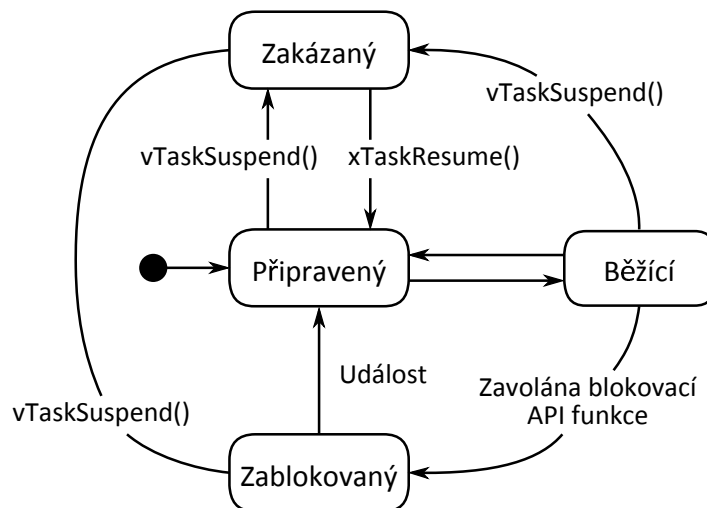 Zakázaný
vTaskSuspend()
vTaskSuspend()
xTaskResume()
Připravený
Běžící
Událost
Zavolána blokovací
API funkce
vTaskSuspend()
Zablokovaný